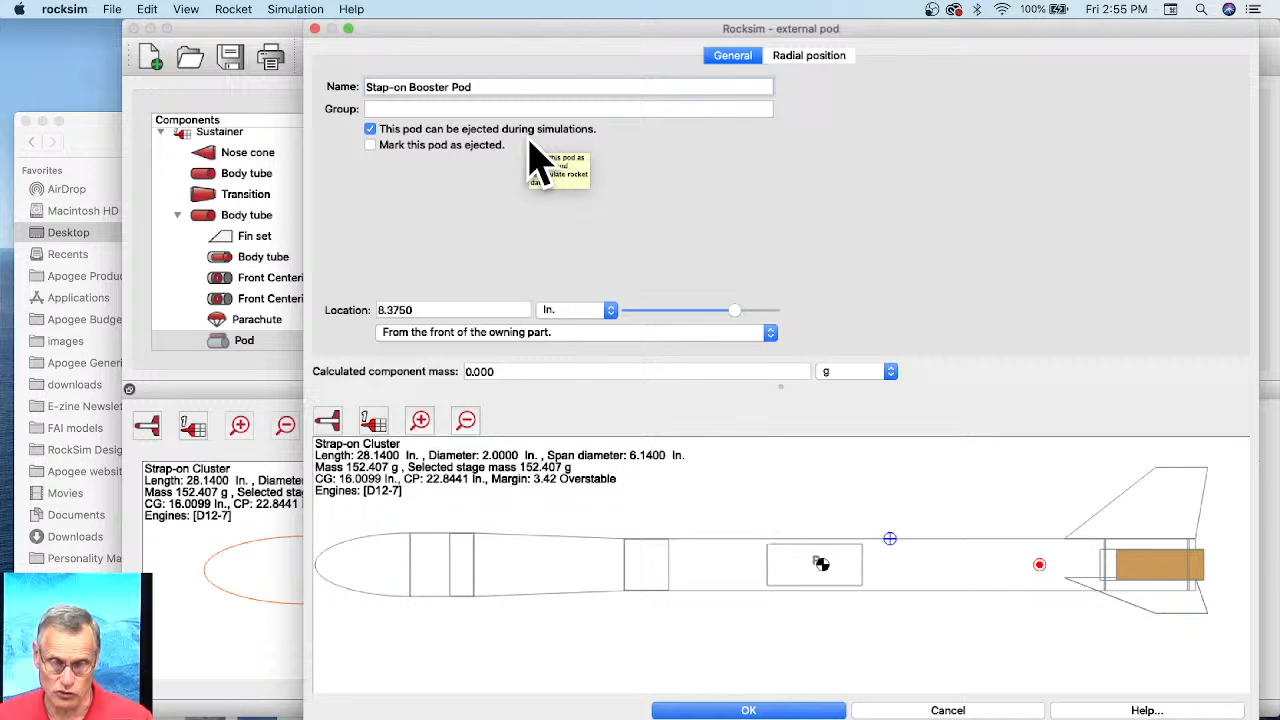 rocksim File Edit Rocket Simulation Help
100% Fri 2:55 PM
Rocksim - external pod
General Radial position
Name: Stap-on Booster Pod
Group:
This pod can be ejected during simulations.
Mark this pod as ejected.
this pod as
nd
ulate rocket
da
Location: 8.3750 In.
From the front of the owning part.
Calculated component mass: 0.000 g
Strap-on Cluster
Length: 28.1400 In., Diameter: 2.0000 In., Span diameter: 6.1400 In.
Mass 152.407 g , Selected stage mass 152.407 g
CG: 16.0099 In., CP: 22.8441 In., Margin: 3.42 Overstable
Engines: [D12-7]
OK Cancel Help...
Components
Sustainer
Nose cone
Body tube
Transition
Body tube
Fin set
Body tube
Front Centeri
Front Centeri
Parachute
Pod
Strap-on Cluster
Length: 28.1400 In., Diamete
Mass 152.407 g , Selected sta
CG: 16.0099 In., CP: 22.8441
Engines: [D12-7]
Favorites
AirDrop
Macintosh HD
Desktop
Recents
Apogee Produ
Applications
Apogee Budge
images
Apogee Generi
downloads
E-zine Newslet
FAI models
RockSim Desig
Apogee websit
Movies
Documents
Downloads
Personality Ma